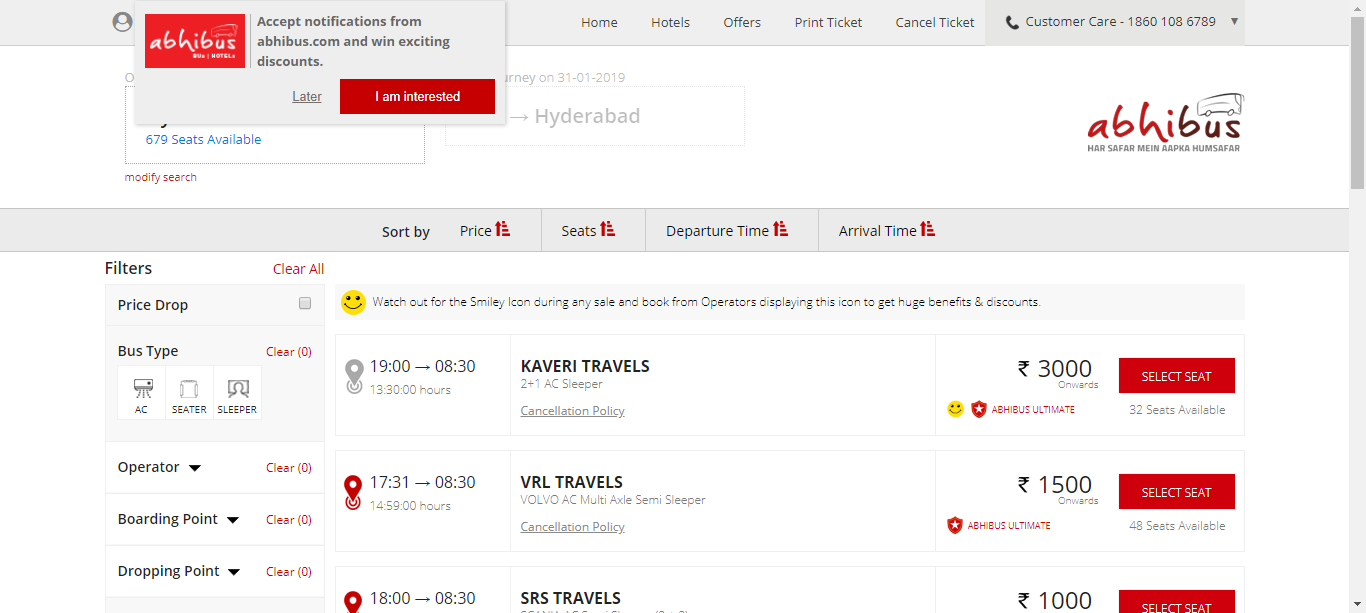 Accept notifications from
abhibus.com and win exciting
discounts.
abhibus
BUS | HOTELS
Later
I am interested
Home
Hotels
Offers
Print Ticket
Cancel Ticket
Customer Care - 1860 108 6789
on 31-01-2019
→ Hyderabad
679 Seats Available
modify search
abhibus
HAR SAFAR MEIN AAPKA HUMSAFAR
Sort by
Price
Seats
Departure Time
Arrival Time
Filters
Clear All
Price Drop
Bus Type
Clear (0)
AC
SEATER
SLEEPER
Operator
Clear (0)
Boarding Point
Clear (0)
Dropping Point
Clear (0)
Watch out for the Smiley Icon during any sale and book from Operators displaying this icon to get huge benefits & discounts.
19:00 → 08:30
13:30:00 hours
KAVERI TRAVELS
2+1 AC Sleeper
Cancellation Policy
₹ 3000
Onwards
ABHIBUS ULTIMATE
SELECT SEAT
32 Seats Available
17:31 → 08:30
14:59:00 hours
VRL TRAVELS
VOLVO AC Multi Axle Semi Sleeper
Cancellation Policy
₹ 1500
Onwards
ABHIBUS ULTIMATE
SELECT SEAT
48 Seats Available
18:00 → 08:30
SRS TRAVELS
₹ 1000
SELECT SEAT